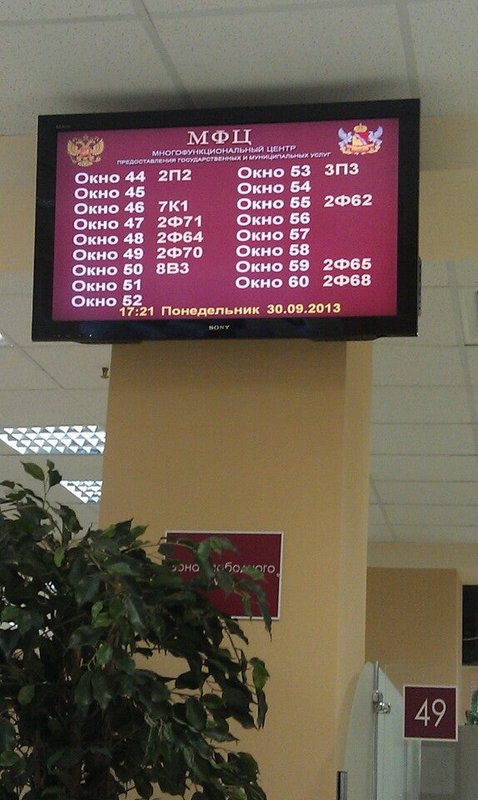 МФЦ
МНОГОФУНКЦИОНАЛЬНЫЙ ЦЕНТР
ПРЕДОСТАВЛЕНИЯ ГОСУДАРСТВЕННЫХ И МУНИЦИПАЛЬНЫХ УСЛУГ
Окно 44 2П2
Окно 45
Окно 46 7К1
Окно 47 2Ф71
Окно 48 2Ф64
Окно 49 2Ф70
Окно 50 8В3
Окно 51
Окно 52
Окно 53 3П3
Окно 54
Окно 55 2Ф62
Окно 56
Окно 57
Окно 58
Окно 59 2Ф65
Окно 60 2Ф68
17:21 Понедельник 30.09.2013
SONY
49